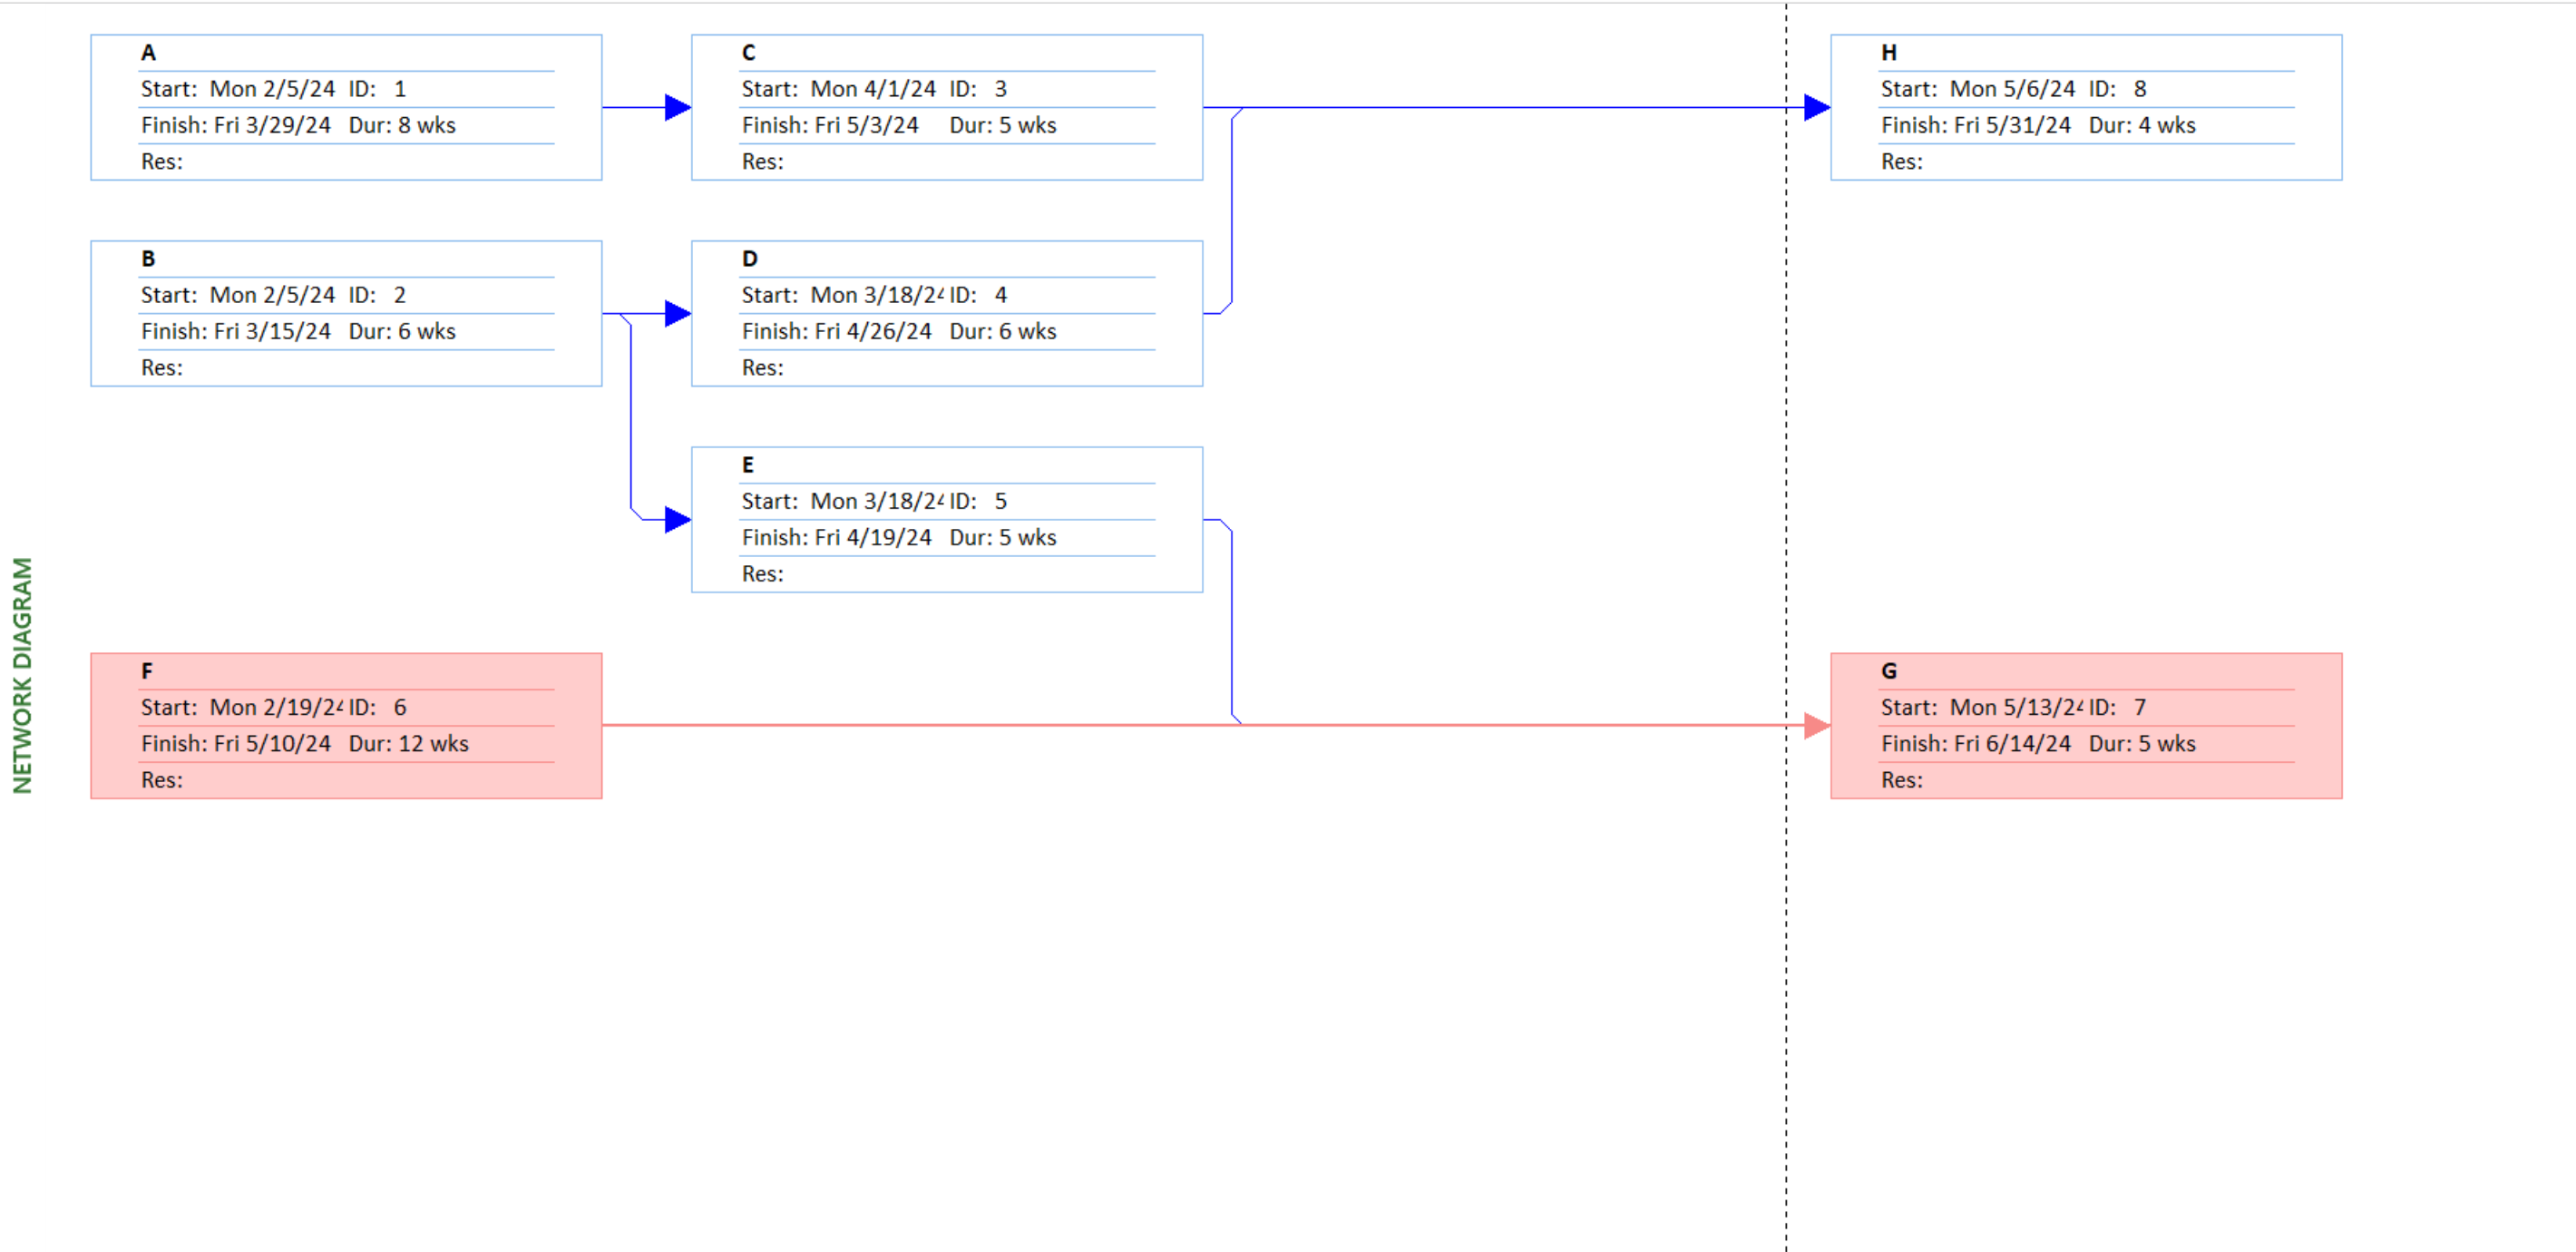 A
Start: Mon 2/5/24 ID: 1
Finish: Fri 3/29/24 Dur: 8 wks
Res:
C
Start: Mon 4/1/24 ID: 3
Finish: Fri 5/3/24 Dur: 5 wks
Res:
H
Start: Mon 5/6/24 ID: 8
Finish: Fri 5/31/24 Dur: 4 wks
Res:
B
Start: Mon 2/5/24 ID: 2
Finish: Fri 3/15/24 Dur: 6 wks
Res:
D
Start: Mon 3/18/24 ID: 4
Finish: Fri 4/26/24 Dur: 6 wks
Res:
E
Start: Mon 3/18/24 ID: 5
Finish: Fri 4/19/24 Dur: 5 wks
Res:
NETWORK DIAGRAM
F
Start: Mon 2/19/24 ID: 6
Finish: Fri 5/10/24 Dur: 12 wks
Res:
G
Start: Mon 5/13/24 ID: 7
Finish: Fri 6/14/24 Dur: 5 wks
Res: